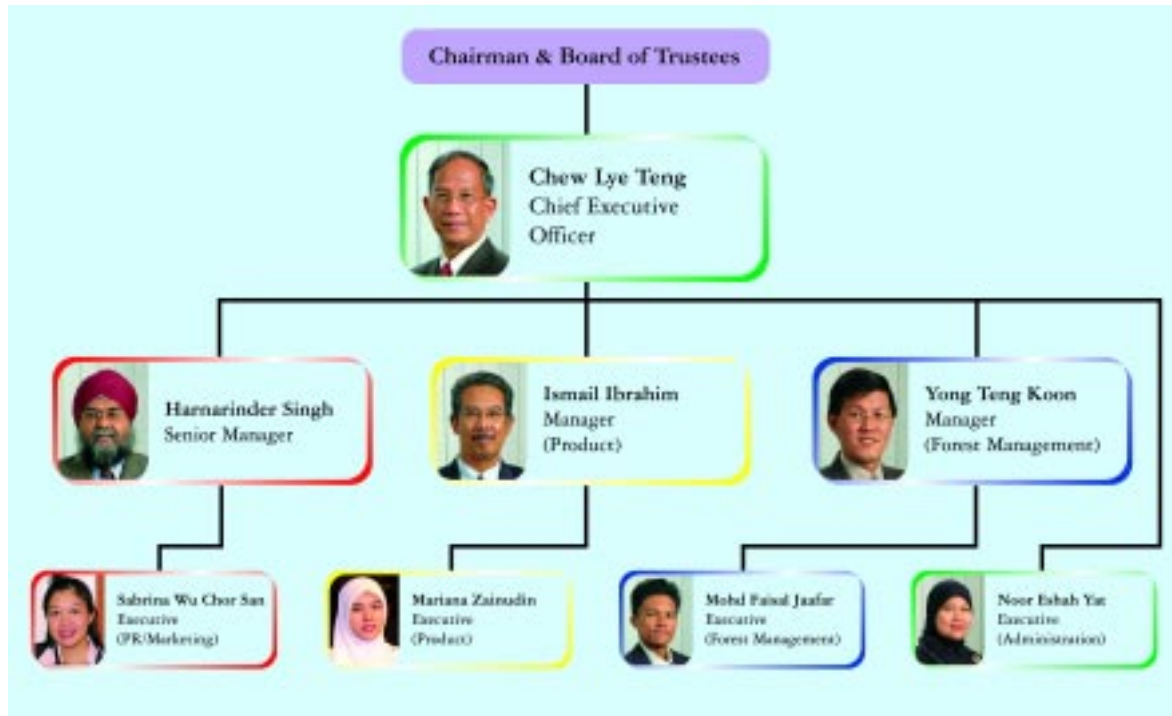 Chairman & Board of Trustees
Chew Lye Teng
Chief Executive
Officer
Harnarinder Singh
Senior Manager
Ismail Ibrahim
Manager
(Product)
Yong Teng Koon
Manager
(Forest Management)
Sabrina Wu Chor San
Executive
(PR/Marketing)
Mariana Zainudin
Executive
(Product)
Mohd Faisal Jaafar
Executive
(Forest Management)
Noor Eshah Yat
Executive
(Administration)